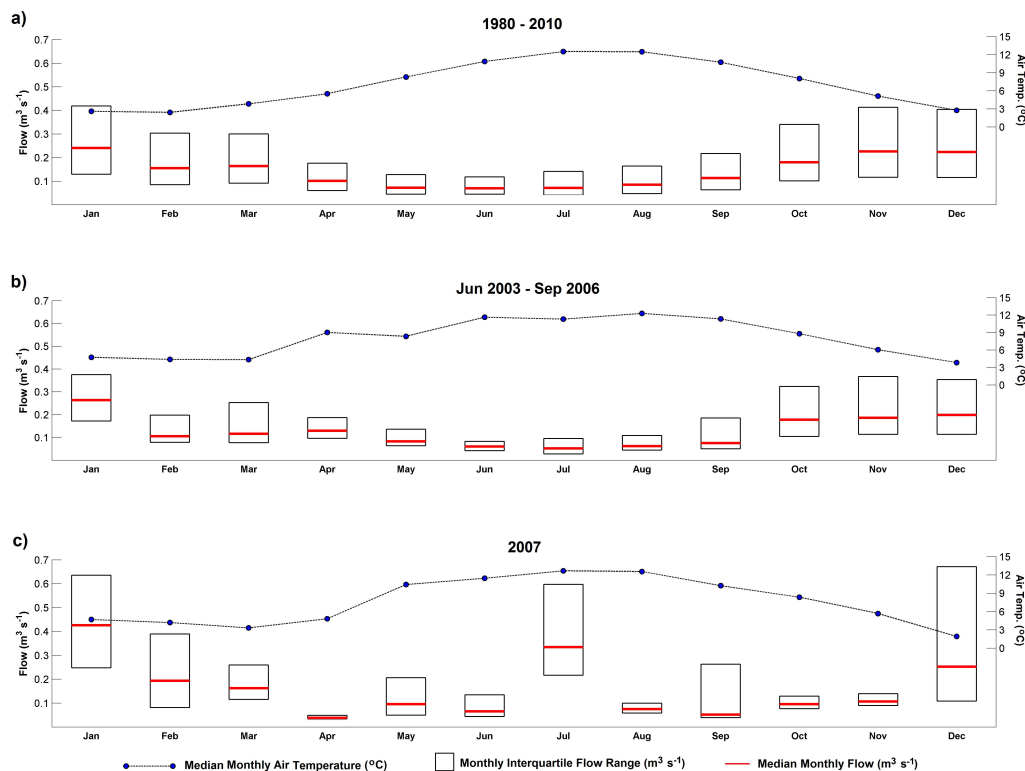 a)
1980 - 2010
0.7
0.6
0.5
0.4
0.3
0.2
0.1
Flow (m³ s⁻¹)
15
12
9
6
3
0
Air Temp. (°C)
Jan Feb Mar Apr May Jun Jul Aug Sep Oct Nov Dec
b)
Jun 2003 - Sep 2006
0.7
0.6
0.5
0.4
0.3
0.2
0.1
Flow (m³ s⁻¹)
15
12
9
6
3
0
Air Temp. (°C)
Jan Feb Mar Apr May Jun Jul Aug Sep Oct Nov Dec
c)
2007
0.7
0.6
0.5
0.4
0.3
0.2
0.1
Flow (m³ s⁻¹)
15
12
9
6
3
0
Air Temp. (°C)
Jan Feb Mar Apr May Jun Jul Aug Sep Oct Nov Dec
Median Monthly Air Temperature (°C) Monthly Interquartile Flow Range (m³ s⁻¹) Median Monthly Flow (m³ s⁻¹)